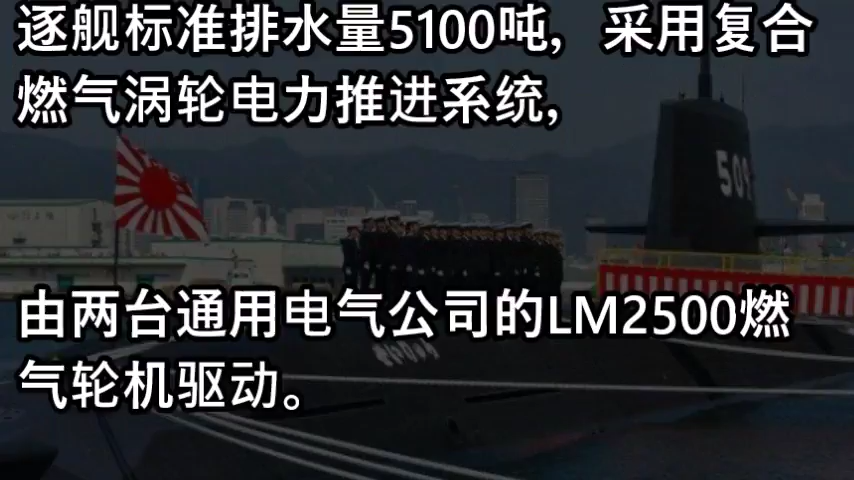 逐舰标准排水量5100吨，采用复合
燃气涡轮电力推进系统，
509
由两台通用电气公司的LM2500燃
气轮机驱动。